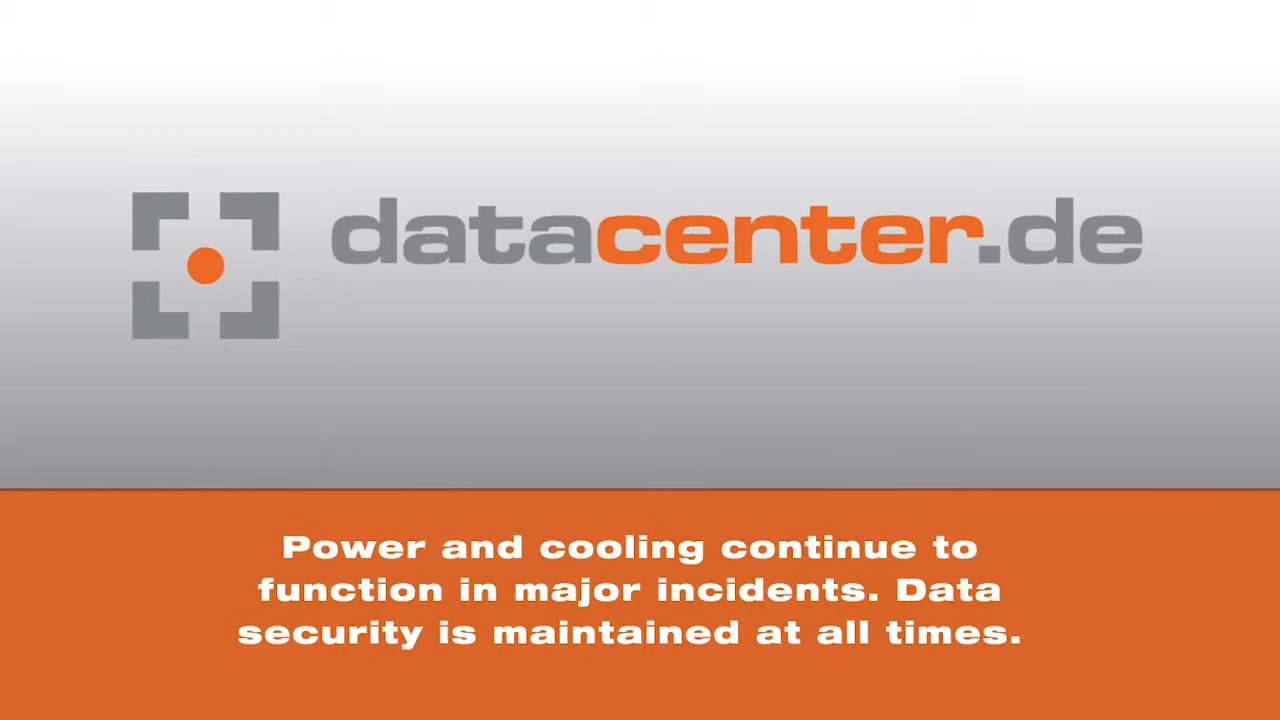 datacenter.de
Power and cooling continue to
function in major incidents. Data
security is maintained at all times.